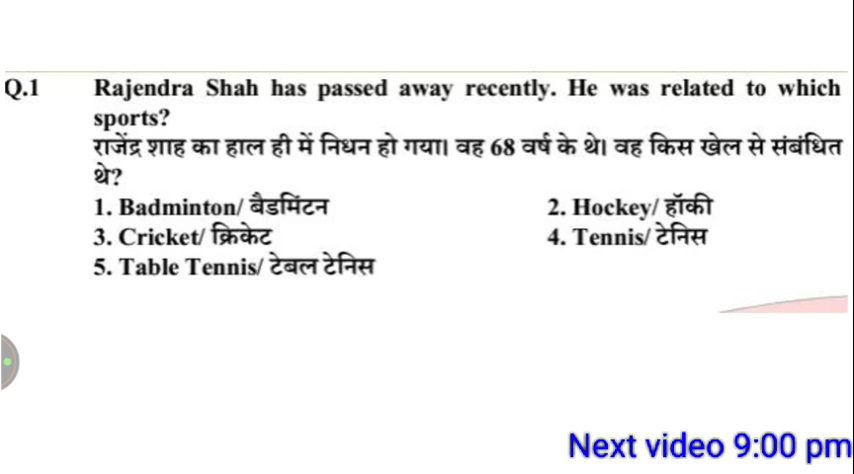 Q.1 Rajendra Shah has passed away recently. He was related to which
sports?
राजेंद्र शाह का हाल ही में निधन हो गया। वह 68 वर्ष के थे। वह किस खेल से संबंधित
थे?
1. Badminton/ बैडमिंटन 2. Hockey/ हॉकी
3. Cricket/ क्रिकेट 4. Tennis/ टेनिस
5. Table Tennis/ टेबल टेनिस
Next video 9:00 pm